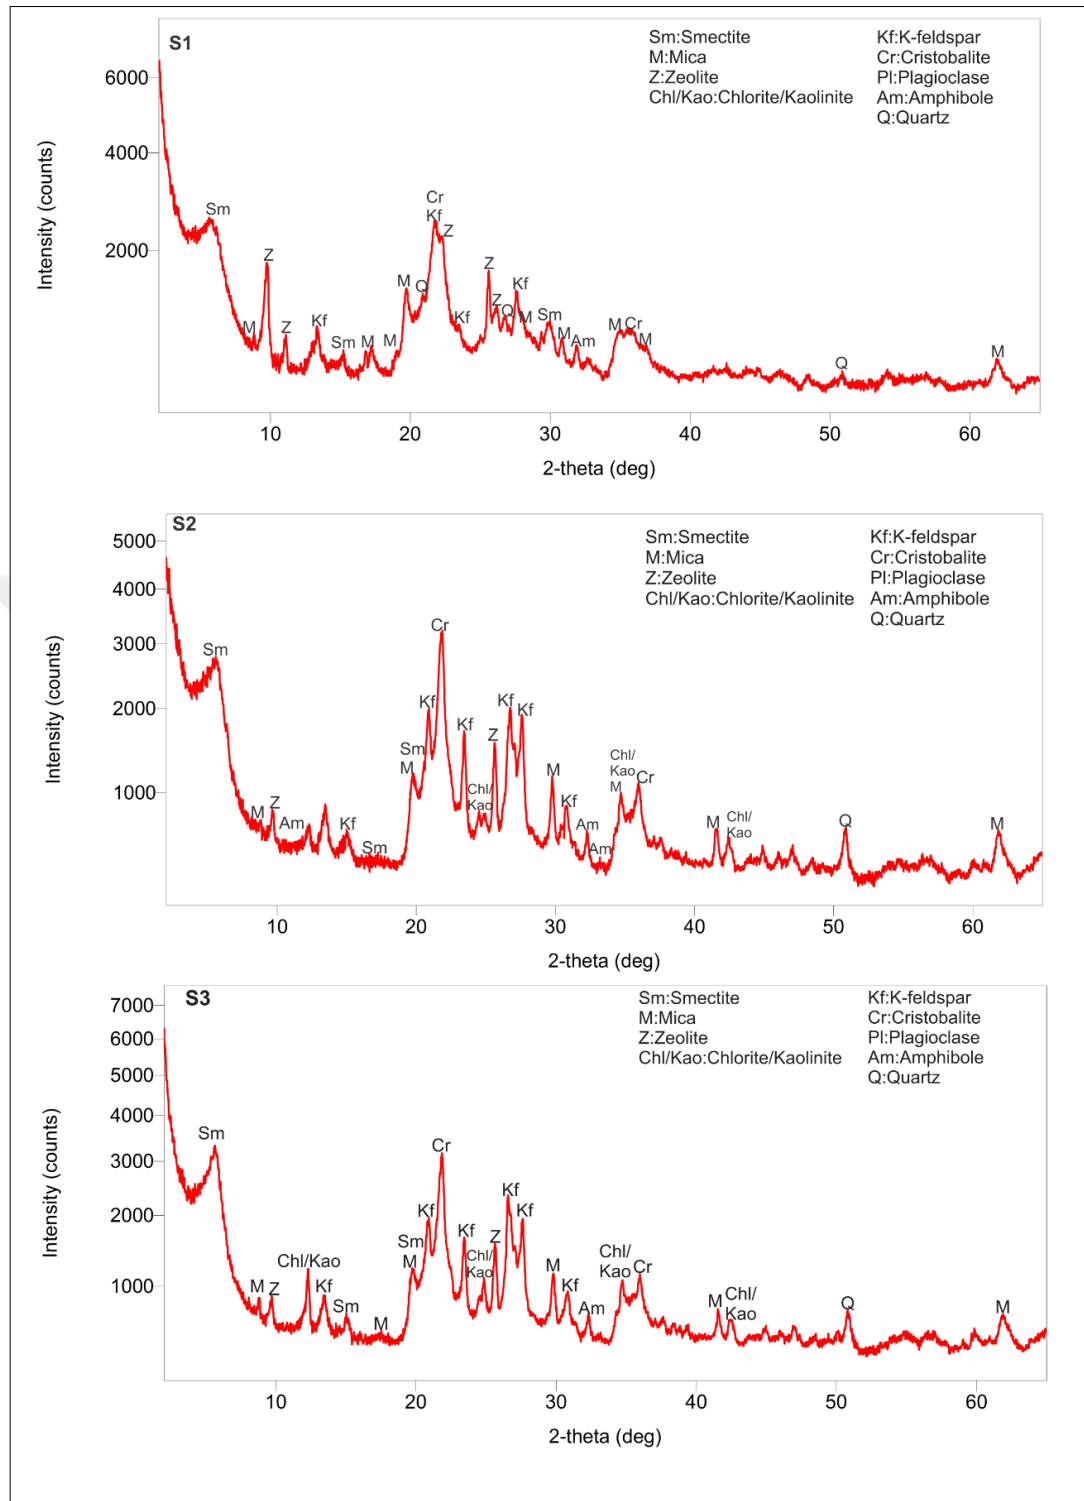 S1
Sm:Smectite
M:Mica
Z:Zeolite
Chl/Kao:Chlorite/Kaolinite
Kf:K-feldspar
Cr:Cristobalite
Pl:Plagioclase
Am:Amphibole
Q:Quartz
Intensity (counts)
6000
4000
2000
Sm
M
Z
Z
Kf
Sm
M
M
M
Q
Cr
Kf
Z
Kf
Z
Z
Q
Kf
M
Sm
M
Am
M
Cr
M
Q
M
10 20 30 40 50 60
2-theta (deg)
S2
Sm:Smectite
M:Mica
Z:Zeolite
Chl/Kao:Chlorite/Kaolinite
Kf:K-feldspar
Cr:Cristobalite
Pl:Plagioclase
Am:Amphibole
Q:Quartz
Intensity (counts)
5000
4000
3000
2000
1000
Sm
M
Z
Am
Kf
Sm
Sm
M
Kf
Cr
Kf
Chl/
Kao
Z
Kf
Kf
M
Kf
Am
Am
Chl/
Kao
M
Cr
M
Chl/
Kao
Q
M
10 20 30 40 50 60
2-theta (deg)
S3
Sm:Smectite
M:Mica
Z:Zeolite
Chl/Kao:Chlorite/Kaolinite
Kf:K-feldspar
Cr:Cristobalite
Pl:Plagioclase
Am:Amphibole
Q:Quartz
Intensity (counts)
7000
6000
5000
4000
3000
2000
1000
Sm
M
Z
Chl/Kao
Kf
Sm
M
Sm
M
Kf
Cr
Kf
Chl/
Kao
Z
Kf
Kf
M
Kf
Am
Chl/
Kao
Cr
M
Chl/
Kao
Q
M
10 20 30 40 50 60
2-theta (deg)